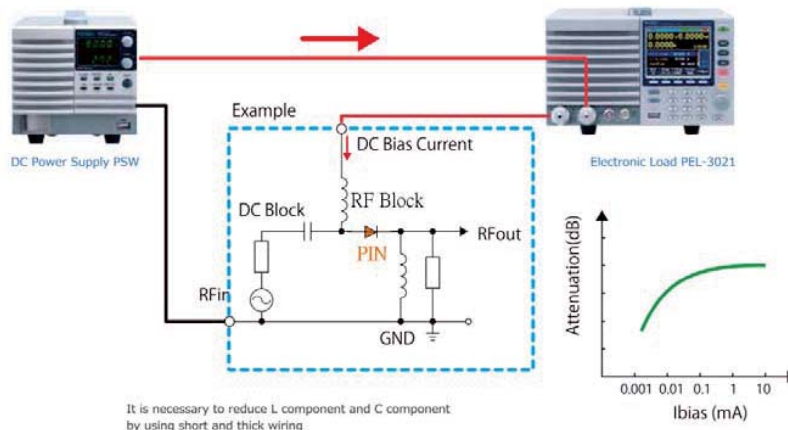 DC Power Supply PSW
Electronic Load PEL-3021
Example
DC Bias Current
RF Block
DC Block
PIN
RFout
RFin
GND
Attenuation(dB)
0.001 0.01 0.1 1 10
Ibias (mA)
It is necessary to reduce L component and C component
by using short and thick wiring